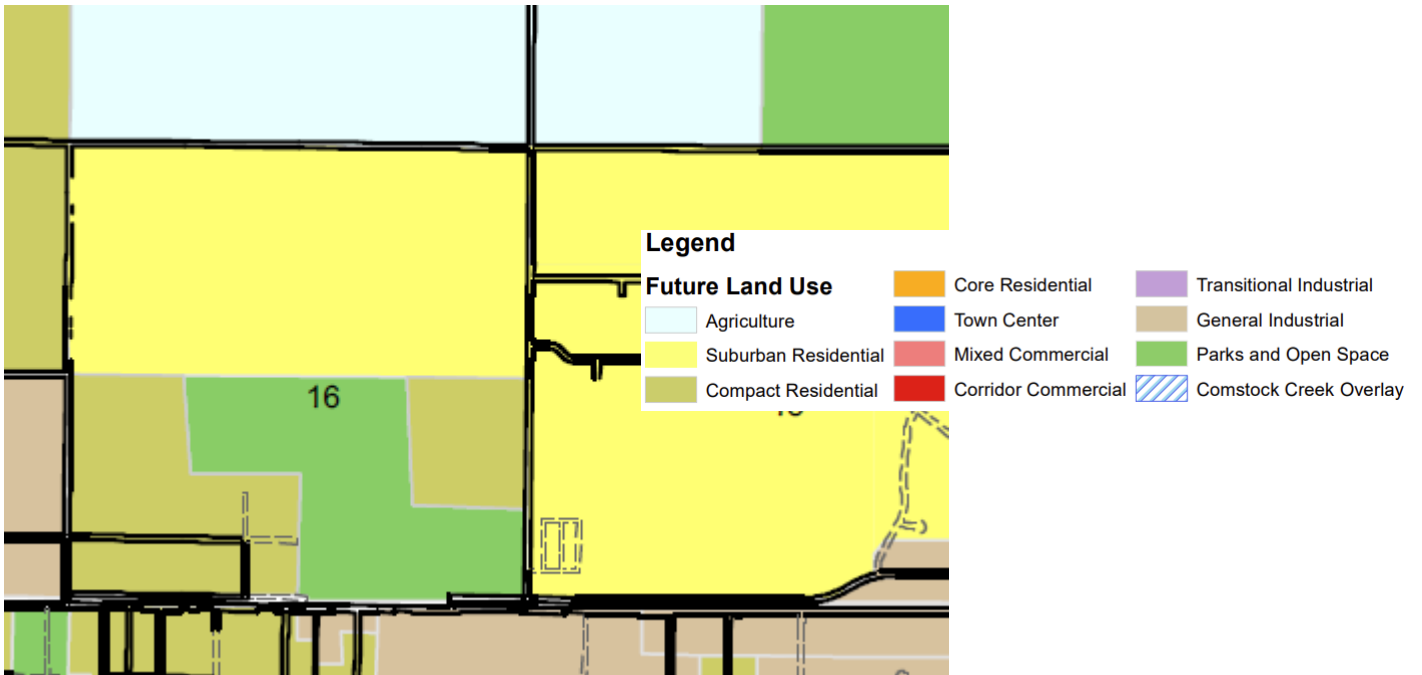 Legend
Future Land Use
Agriculture
Suburban Residential
Compact Residential
Core Residential
Town Center
Mixed Commercial
Corridor Commercial
Transitional Industrial
General Industrial
Parks and Open Space
Comstock Creek Overlay
16